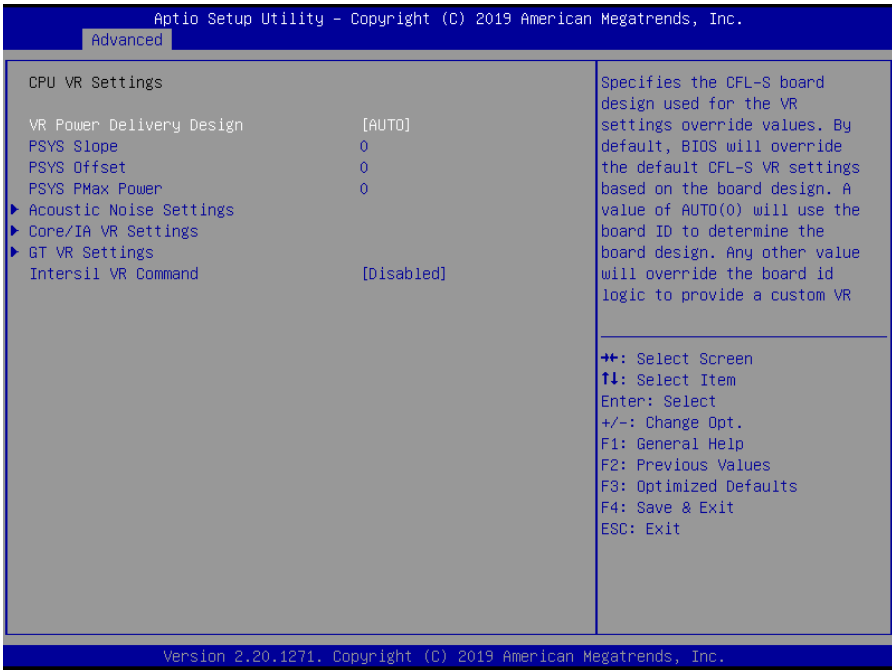 Aptio Setup Utility – Copyright (C) 2019 American Megatrends, Inc.
Advanced
CPU VR Settings
VR Power Delivery Design [AUTO]
PSYS Slope 0
PSYS Offset 0
PSYS PMax Power 0
Acoustic Noise Settings
Core/IA VR Settings
GT VR Settings
Intersil VR Command [Disabled]
Specifies the CFL-S board
design used for the VR
settings override values. By
default, BIOS will override
the default CFL-S VR settings
based on the board design. A
value of AUTO(0) will use the
board ID to determine the
board design. Any other value
will override the board id
logic to provide a custom VR
→←: Select Screen
↑↓: Select Item
Enter: Select
+/-: Change Opt.
F1: General Help
F2: Previous Values
F3: Optimized Defaults
F4: Save & Exit
ESC: Exit
Version 2.20.1271. Copyright (C) 2019 American Megatrends, Inc.